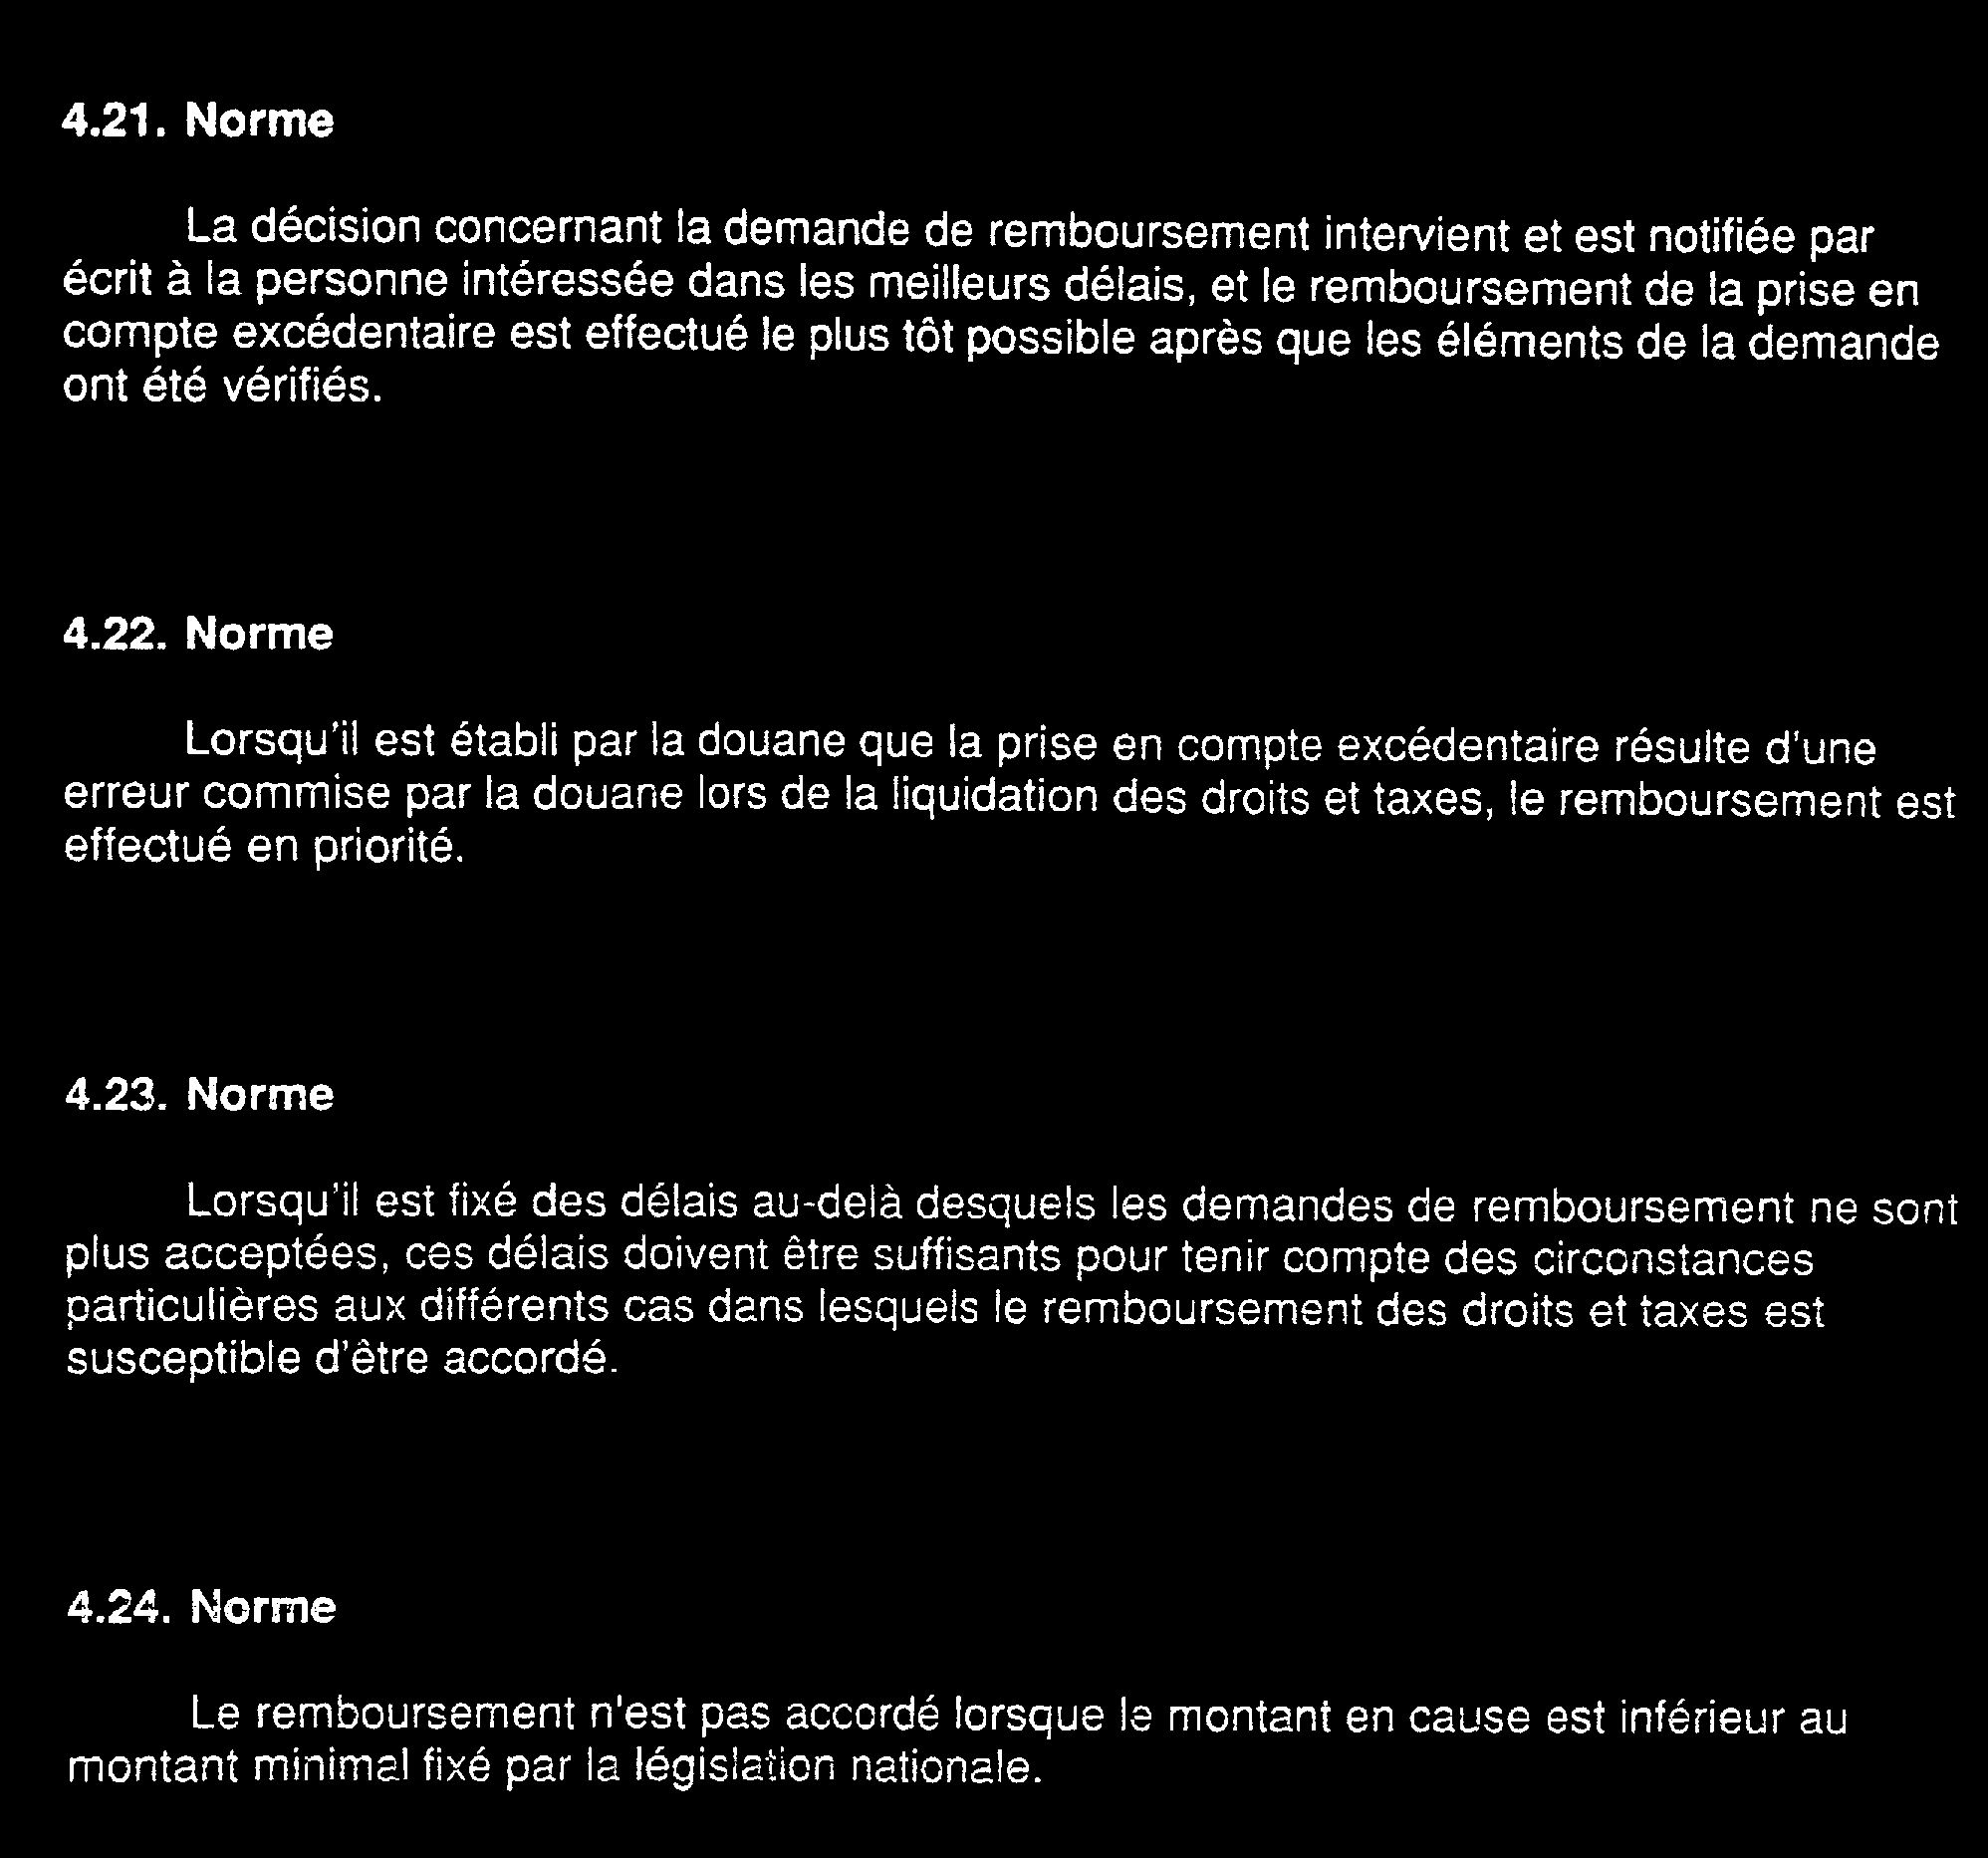 4.21. Norme
La décision concernant la demande de remboursement intervient et est notifiée par
écrit à la personne intéressée dans les meilleurs délais, et le remboursement de la prise en
compte excédentaire est effectué le plus tôt possible après que les éléments de la demande
ont été vérifiés.
4.22. Norme
Lorsqu'il est établi par la douane que la prise en compte excédentaire résulte d'une
erreur commise par la douane lors de la liquidation des droits et taxes, le remboursement est
effectué en priorité.
4.23. Norme
Lorsqu'il est fixé des délais au-delà desquels les demandes de remboursement ne sont
plus acceptées, ces délais doivent être suffisants pour tenir compte des circonstances
particulières aux différents cas dans lesquels le remboursement des droits et taxes est
susceptible d'être accordé.
4.24. Norme
Le remboursement n'est pas accordé lorsque le montant en cause est inférieur au
montant minimal fixé par la législation nationale.